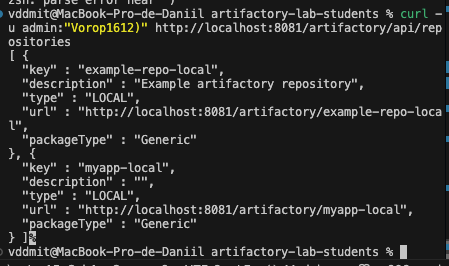 zsh: parse error near `)'
vddmit@MacBook-Pro-de-Daniil artifactory-lab-students % curl -
u admin:"Vorop1612)" http://localhost:8081/artifactory/api/rep
ositories
[ {
  "key" : "example-repo-local",
  "description" : "Example artifactory repository",
  "type" : "LOCAL",
  "url" : "http://localhost:8081/artifactory/example-repo-loca
l",
  "packageType" : "Generic"
}, {
  "key" : "myapp-local",
  "description" : "",
  "type" : "LOCAL",
  "url" : "http://localhost:8081/artifactory/myapp-local",
  "packageType" : "Generic"
} ]%
vddmit@MacBook-Pro-de-Daniil artifactory-lab-students %